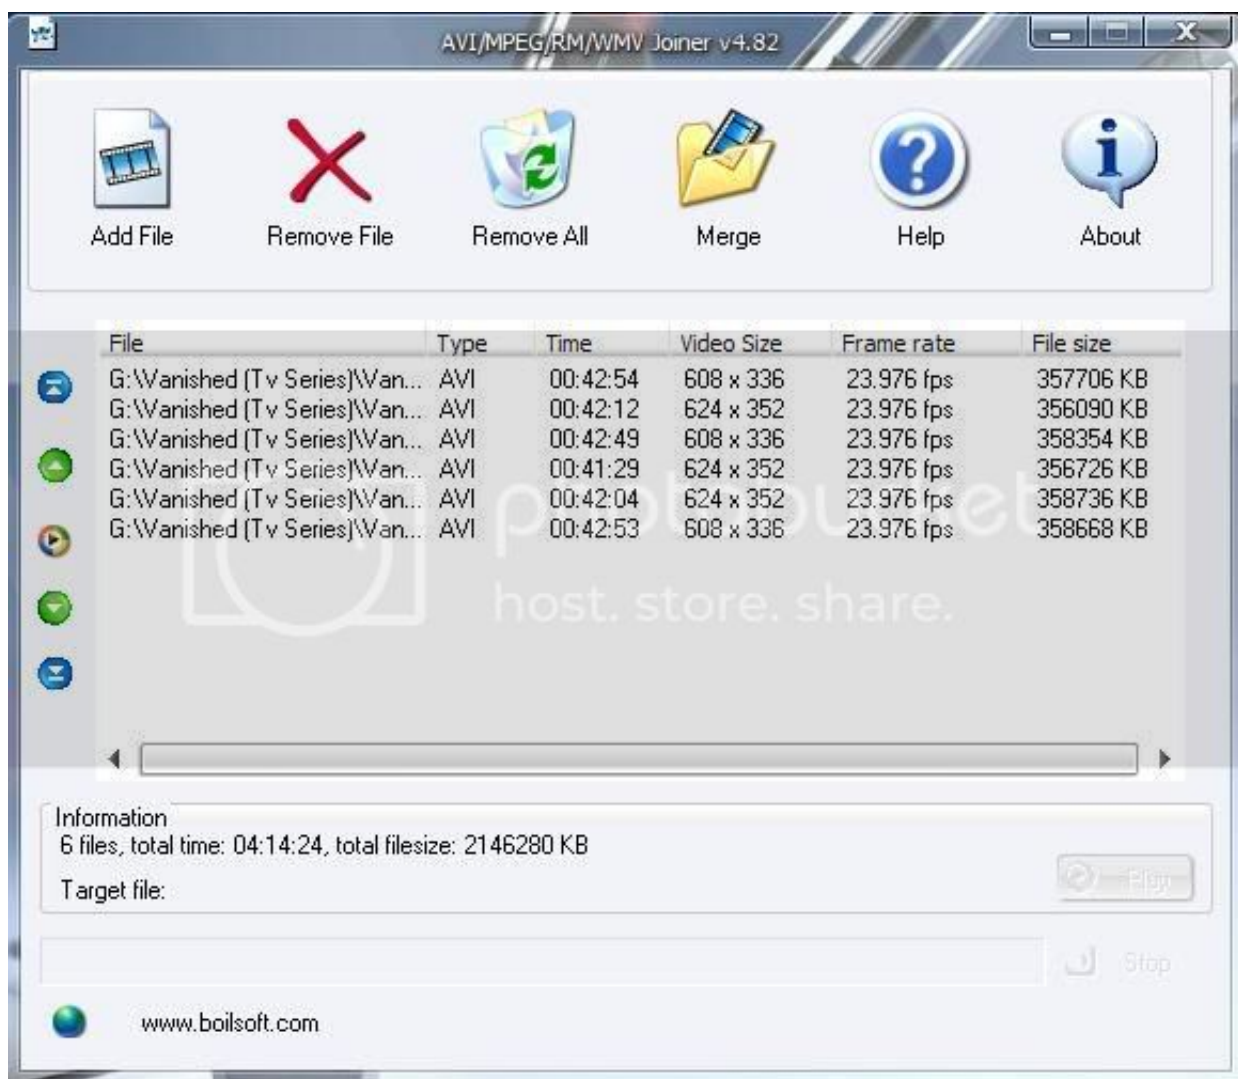 AVI/MPEG/RM/WMV Joiner v4.82
Add File Remove File Remove All Merge Help About
File Type Time Video Size Frame rate File size
G:\Vanished (Tv Series)\Van... AVI 00:42:54 608 x 336 23.976 fps 357706 KB
G:\Vanished (Tv Series)\Van... AVI 00:42:12 624 x 352 23.976 fps 356090 KB
G:\Vanished (Tv Series)\Van... AVI 00:42:49 608 x 336 23.976 fps 358354 KB
G:\Vanished (Tv Series)\Van... AVI 00:41:29 624 x 352 23.976 fps 356726 KB
G:\Vanished (Tv Series)\Van... AVI 00:42:04 624 x 352 23.976 fps 358736 KB
G:\Vanished (Tv Series)\Van... AVI 00:42:53 608 x 336 23.976 fps 358668 KB
photobucket
host. store. share.
Information
6 files, total time: 04:14:24, total filesize: 2146280 KB
Play
Target file:
Stop
www.boilsoft.com